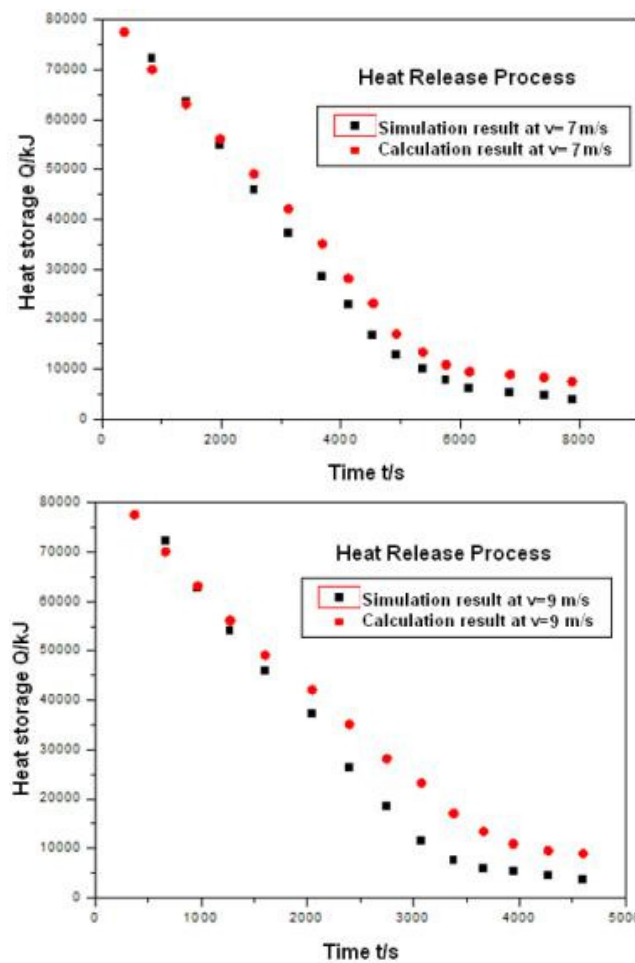 80000
70000
60000
50000
40000
30000
20000
10000
0
Heat storage Q/kJ
Heat Release Process
Simulation result at v= 7 m/s
Calculation result at v= 7 m/s
0 2000 4000 6000 8000
Time t/s
80000
70000
60000
50000
40000
30000
20000
10000
0
Heat storage Q/kJ
Heat Release Process
Simulation result at v=9 m/s
Calculation result at v=9 m/s
0 1000 2000 3000 4000 5000
Time t/s